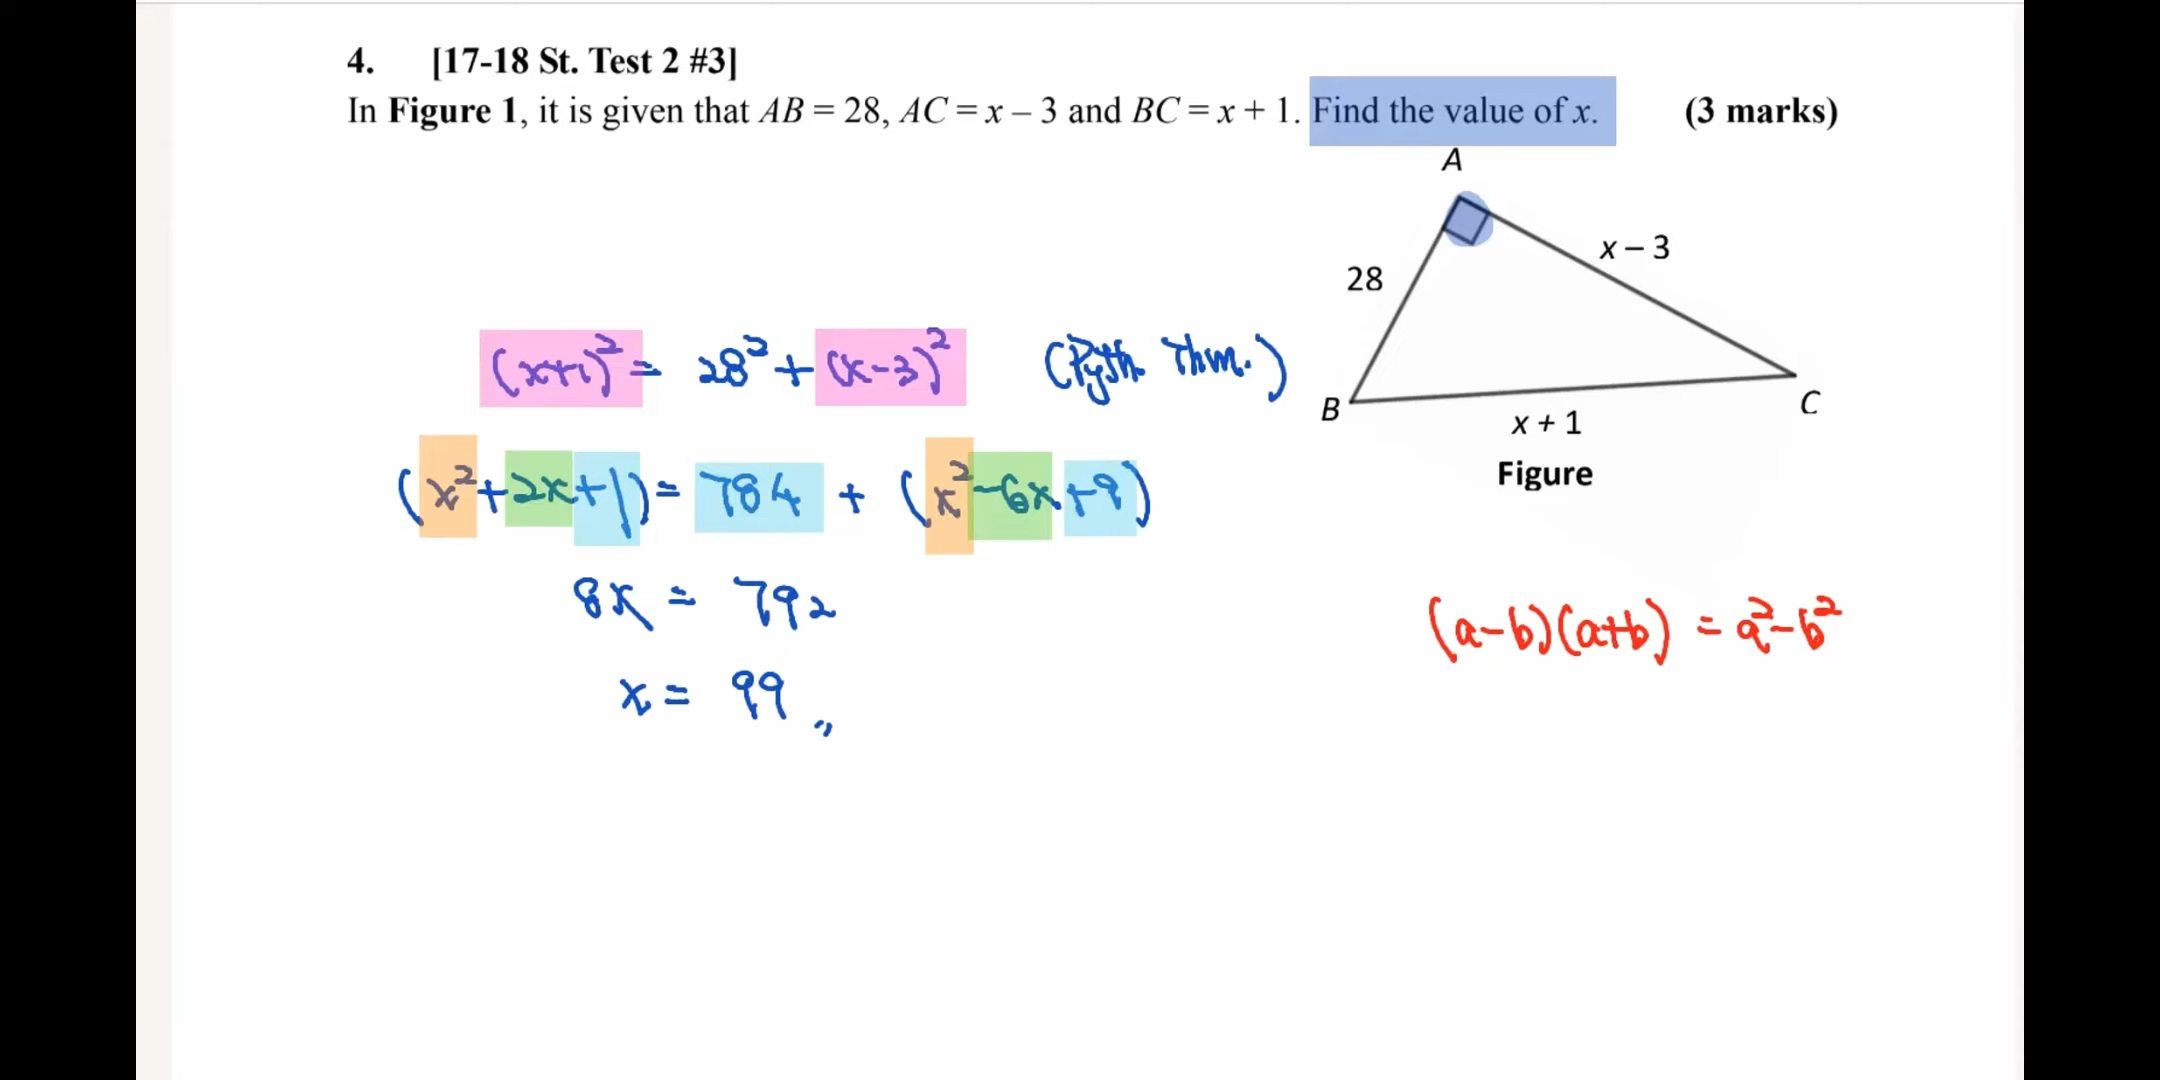 4. [17-18 St. Test 2 #3]
In Figure 1, it is given that AB = 28, AC = x – 3 and BC = x + 1. Find the value of x. (3 marks)
A
x – 3
28
(x+1)² = 28² + (x-3)² (Pyth. Thm.)
B
C
x + 1
Figure
(x²+2x+1) = 784 + (x²-6x+9)
8x = 792
(a-b)(a+b) = a²-b²
x = 99